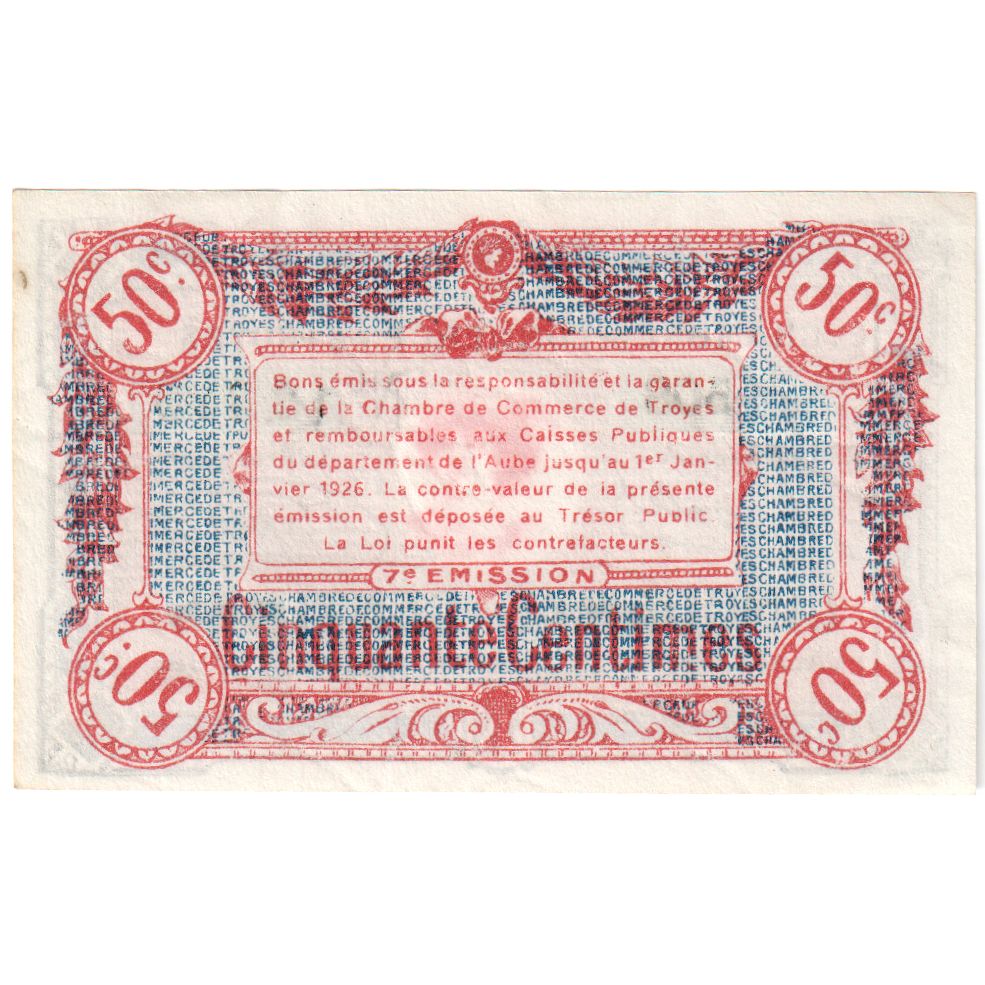 50c.
50c
Bons émis sous la responsabilité et la garan-
tie de la Chambre de Commerce de Troyes
et remboursables aux Caisses Publiques
du département de l'Aube jusqu'au 1er Jan-
vier 1926. La contre-valeur de la présente
émission est déposée au Trésor Public
La Loi punit les contrefacteurs.
7e EMISSION
Cinquante Centimes
50c.
50c